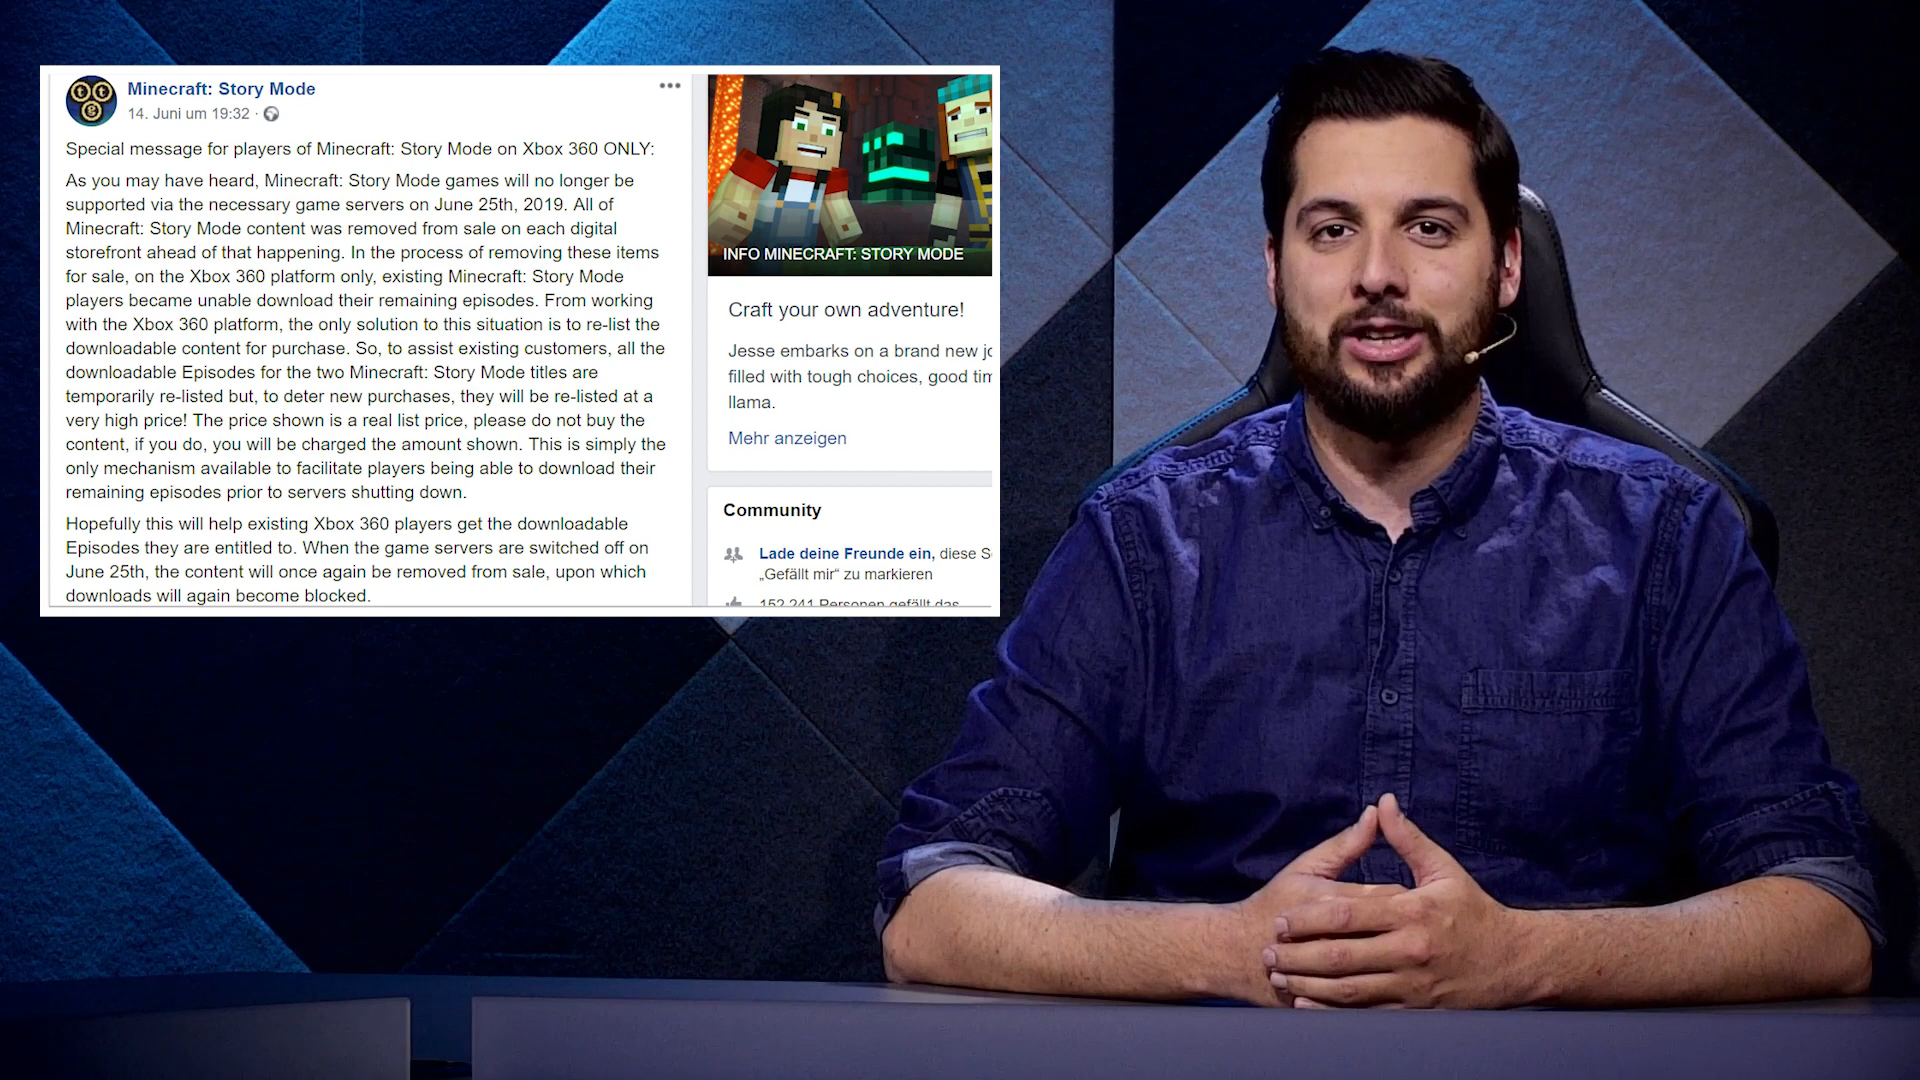 Minecraft: Story Mode
14. Juni um 19:32 ·
Special message for players of Minecraft: Story Mode on Xbox 360 ONLY:
As you may have heard, Minecraft: Story Mode games will no longer be
supported via the necessary game servers on June 25th, 2019. All of
Minecraft: Story Mode content was removed from sale on each digital
storefront ahead of that happening. In the process of removing these items
for sale, on the Xbox 360 platform only, existing Minecraft: Story Mode
players became unable download their remaining episodes. From working
with the Xbox 360 platform, the only solution to this situation is to re-list the
downloadable content for purchase. So, to assist existing customers, all the
downloadable Episodes for the two Minecraft: Story Mode titles are
temporarily re-listed but, to deter new purchases, they will be re-listed at a
very high price! The price shown is a real list price, please do not buy the
content, if you do, you will be charged the amount shown. This is simply the
only mechanism available to facilitate players being able to download their
remaining episodes prior to servers shutting down.
Hopefully this will help existing Xbox 360 players get the downloadable
Episodes they are entitled to. When the game servers are switched off on
June 25th, the content will once again be removed from sale, upon which
downloads will again become blocked.
ttg
INFO MINECRAFT: STORY MODE
Craft your own adventure!
Jesse embarks on a brand new
filled with tough choices, good
llama.
Mehr anzeigen
Community
Lade deine Freunde ein, diese
„Gefällt mir“ zu markieren
152.241 Personen gefällt das